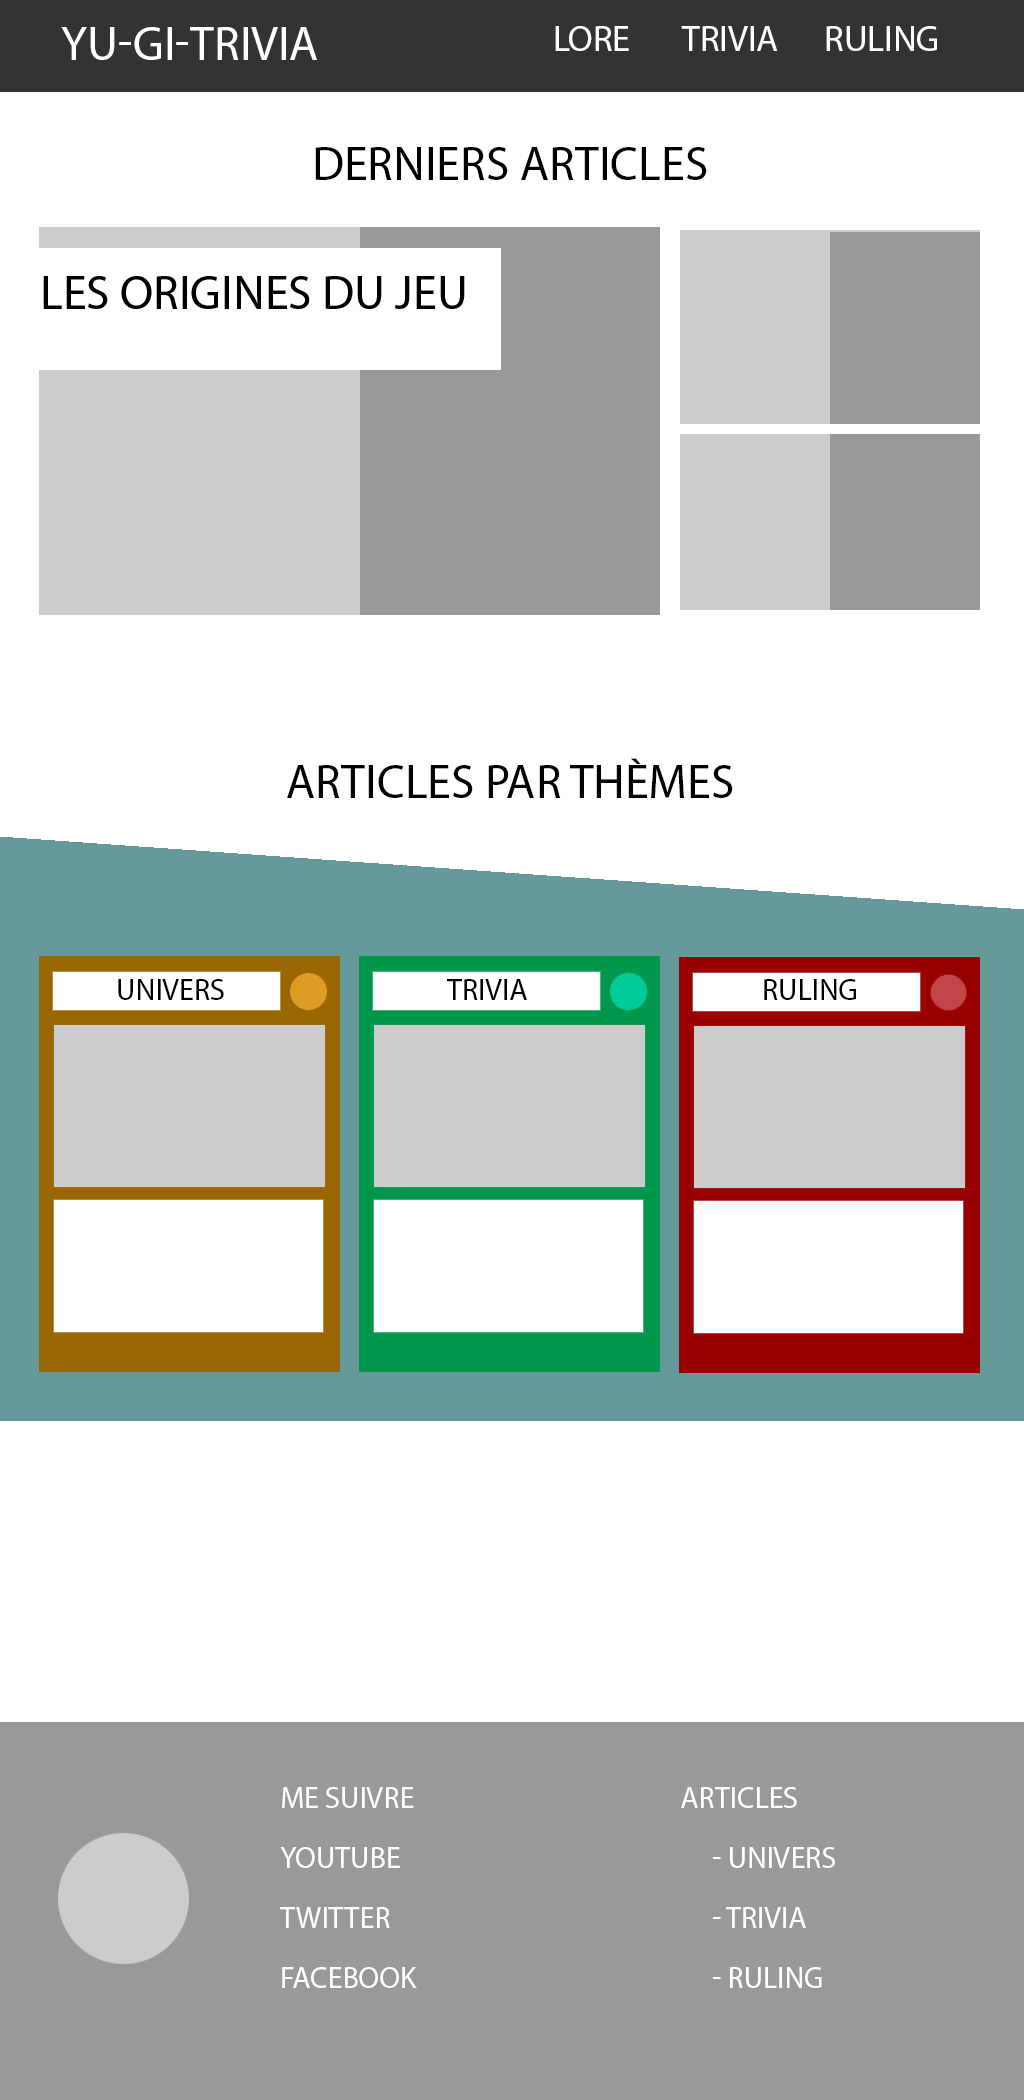 YU-GI-TRIVIA
LORE TRIVIA RULING
DERNIERS ARTICLES
LES ORIGINES DU JEU
ARTICLES PAR THÈMES
UNIVERS
TRIVIA
RULING
ME SUIVRE
YOUTUBE
TWITTER
FACEBOOK
ARTICLES
- UNIVERS
- TRIVIA
- RULING